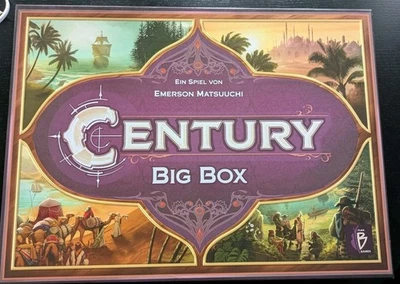 EIN SPIEL VON
EMERSON MATSUUCHI
CENTURY
BIG BOX